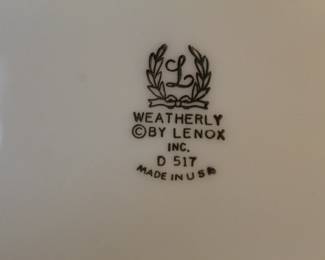 L
WEATHERLY
©BY LENOX
INC.
D 517
MADE IN USA